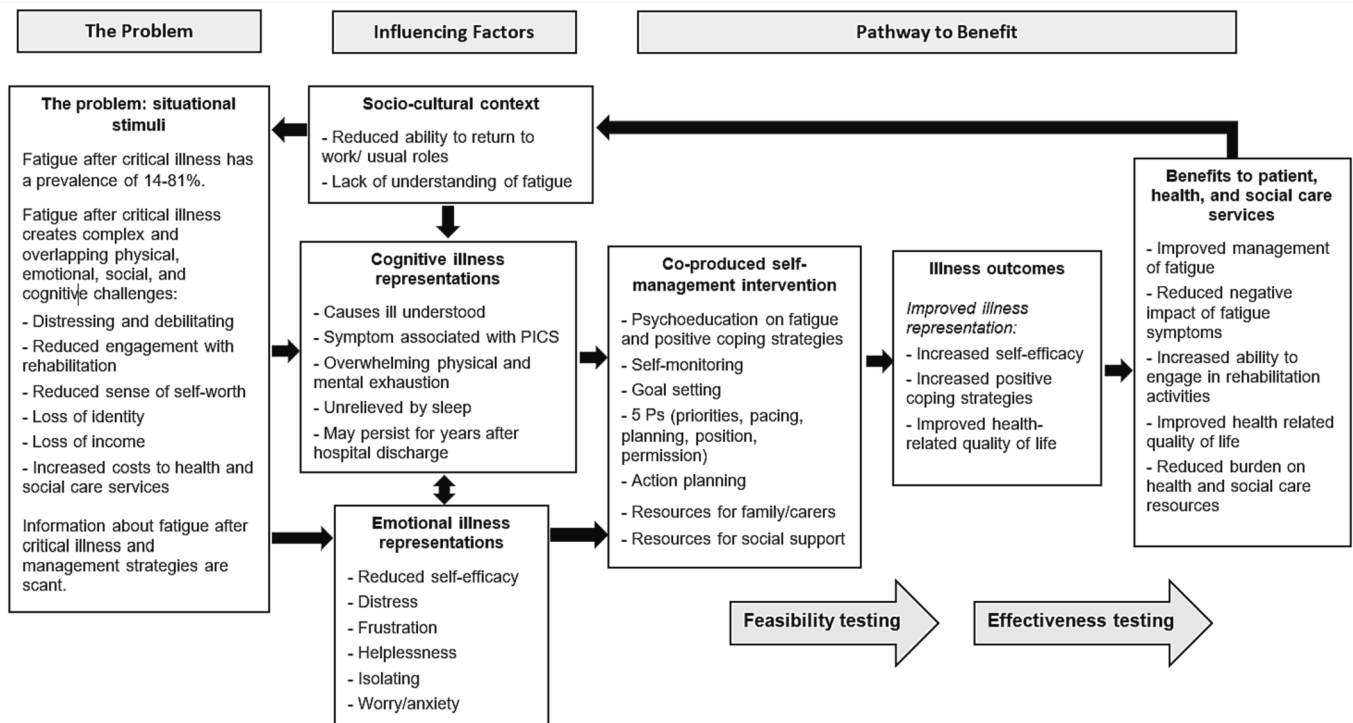 The Problem
Influencing Factors
Pathway to Benefit
The problem: situational
stimuli
Fatigue after critical illness has
a prevalence of 14-81%.
Fatigue after critical illness
creates complex and
overlapping physical,
emotional, social, and
cognitive challenges:
- Distressing and debilitating
- Reduced engagement with
rehabilitation
- Reduced sense of self-worth
- Loss of identity
- Loss of income
- Increased costs to health and
social care services
Information about fatigue after
critical illness and
management strategies are
scant.
Socio-cultural context
- Reduced ability to return to
work/ usual roles
- Lack of understanding of fatigue
Cognitive illness
representations
- Causes ill understood
- Symptom associated with PICS
- Overwhelming physical and
mental exhaustion
- Unrelieved by sleep
- May persist for years after
hospital discharge
Emotional illness
representations
- Reduced self-efficacy
- Distress
- Frustration
- Helplessness
- Isolating
- Worry/anxiety
Co-produced self-
management intervention
- Psychoeducation on fatigue
and positive coping strategies
- Self-monitoring
- Goal setting
- 5 Ps (priorities, pacing,
planning, position,
permission)
- Action planning
- Resources for family/carers
- Resources for social support
Illness outcomes
Improved illness
representation:
- Increased self-efficacy
- Increased positive
coping strategies
- Improved health-
related quality of life
Benefits to patient,
health, and social care
services
- Improved management
of fatigue
- Reduced negative
impact of fatigue
symptoms
- Increased ability to
engage in rehabilitation
activities
- Improved health related
quality of life
- Reduced burden on
health and social care
resources
Feasibility testing
Effectiveness testing